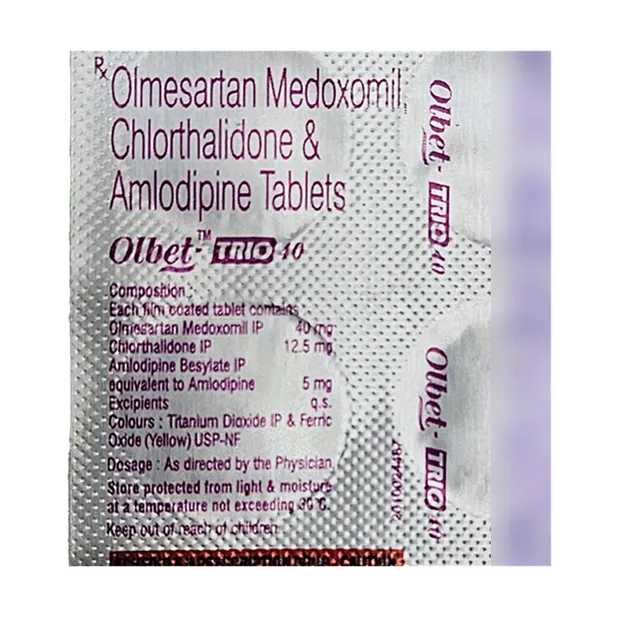 Rx Olmesartan Medoxomil,
Chlorthalidone &
Amlodipine Tablets
Olbet-™ TRIO 40
Composition :
Each film coated tablet contains
Olmesartan Medoxomil IP 40 mg
Chlorthalidone IP 12.5 mg
Amlodipine Besylate IP
equivalent to Amlodipine 5 mg
Excipients q.s.
Colours : Titanium Dioxide IP & Ferric
Oxide (Yellow) USP-NF
Dosage : As directed by the Physician
Store protected from light & moisture
at a temperature not exceeding 30°C.
Keep out of reach of children
Olbet- TRIO 40
Olbet- TRIO 40
2010024487